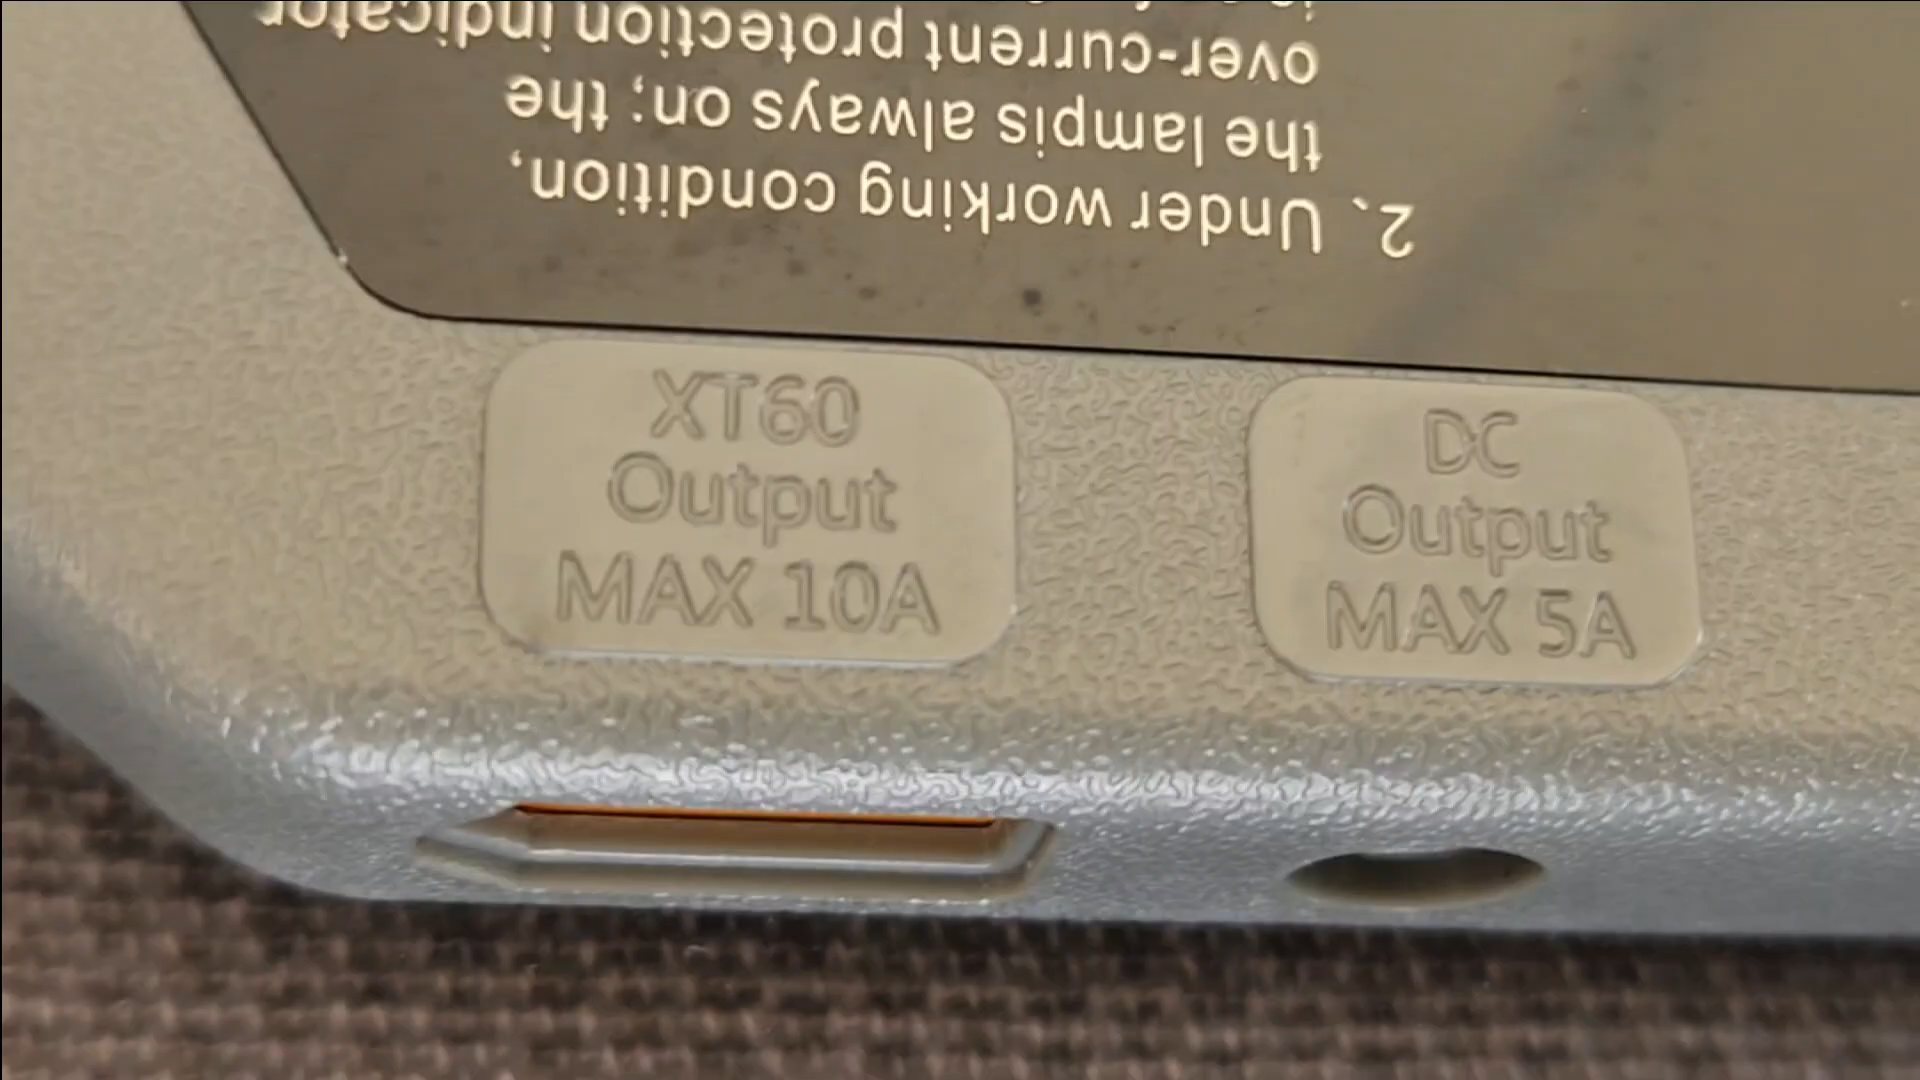 2. Under working condition,
the lampis always on; the
over-current protection indicator
XT60
Output
MAX 10A
DC
Output
MAX 5A